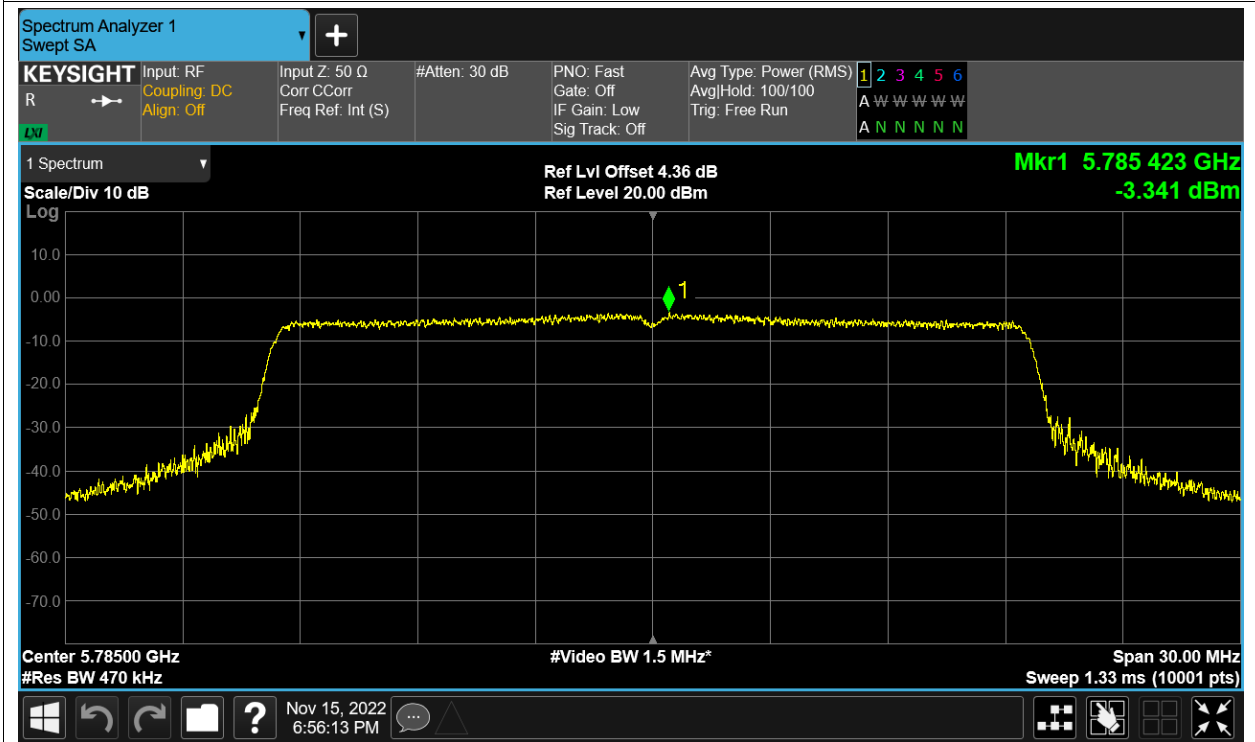 Spectrum Analyzer 1
Swept SA
KEYSIGHT
R
LXI
Input: RF
Coupling: DC
Align: Off
Input Z: 50 Ω
Corr CCorr
Freq Ref: Int (S)
#Atten: 30 dB
PNO: Fast
Gate: Off
IF Gain: Low
Sig Track: Off
Avg Type: Power (RMS)
Avg|Hold: 100/100
Trig: Free Run
1 2 3 4 5 6
A W W W W W
A N N N N N
1 Spectrum
Scale/Div 10 dB
Log
Ref Lvl Offset 4.36 dB
Ref Level 20.00 dBm
Mkr1 5.785 423 GHz
-3.341 dBm
10.0
0.00
1
-10.0
-20.0
-30.0
-40.0
-50.0
-60.0
-70.0
Center 5.78500 GHz
#Res BW 470 kHz
#Video BW 1.5 MHz*
Span 30.00 MHz
Sweep 1.33 ms (10001 pts)
?
Nov 15, 2022
6:56:13 PM